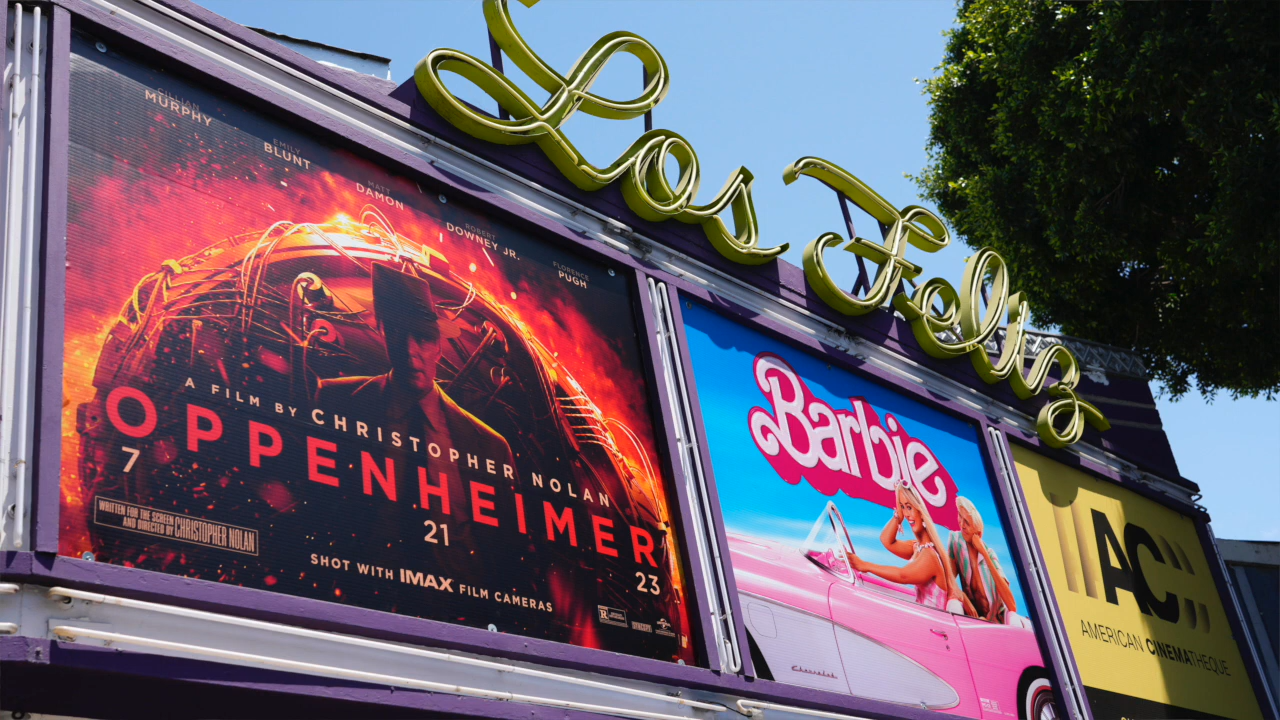 Los Feliz
CILLIAN
MURPHY
EMILY
BLUNT
MATT
DAMON
ROBERT
DOWNEY JR.
FLORENCE
PUGH
A FILM BY CHRISTOPHER NOLAN
OPPENHEIMER
7 21 23
WRITTEN FOR THE SCREEN
AND DIRECTED BY CHRISTOPHER NOLAN
SHOT WITH IMAX FILM CAMERAS
R
Barbie
Chevrolet
AC
AMERICAN CINEMATHEQUE